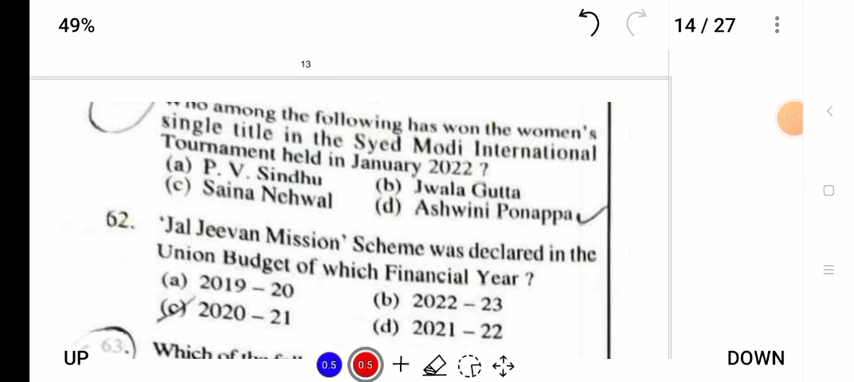 49%
14 / 27
13
among the following has won the women's
single title in the Syed Modi International
Tournament held in January 2022 ?
(a) P. V. Sindhu (b) Jwala Gutta
(c) Saina Nehwal (d) Ashwini Ponappa
62. 'Jal Jeevan Mission' Scheme was declared in the
Union Budget of which Financial Year ?
(a) 2019 – 20 (b) 2022 – 23
(c) 2020 – 21 (d) 2021 – 22
63. Which of the
UP
0.5
0.5
DOWN